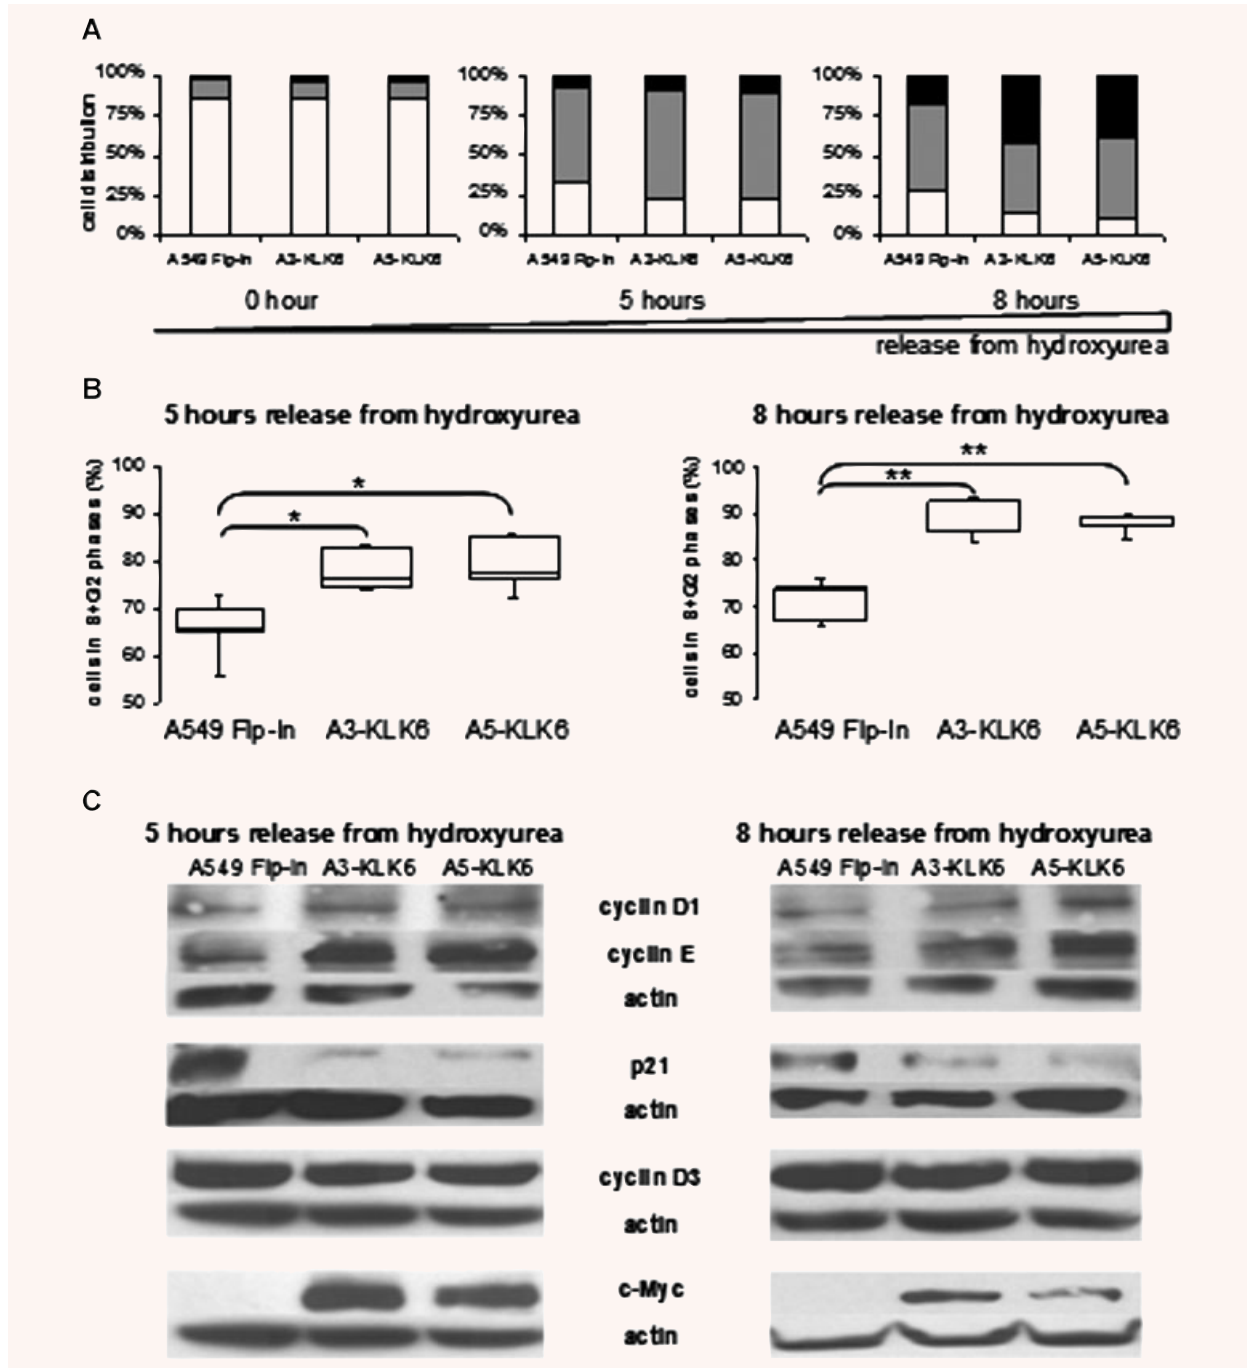 A
100% 100% 100%
75% 75% 75%
50% 50% 50%
25% 25% 25%
0% 0% 0%
cell distribution
A549 Flp-In A3-KLK6 A5-KLK6 A549 Flp-In A3-KLK6 A5-KLK6 A549 Flp-In A3-KLK6 A5-KLK6
0 hour 5 hours 8 hours
release from hydroxyurea
B
5 hours release from hydroxyurea 8 hours release from hydroxyurea
cells in S+G2 phases (%) cells in S+G2 phases (%)
100 100
90 90
80 80
70 70
60 60
50 50
* * ** **
A549 Flp-In A3-KLK6 A5-KLK6 A549 Flp-In A3-KLK6 A5-KLK6
C
5 hours release from hydroxyurea 8 hours release from hydroxyurea
A549 Flp-In A3-KLK6 A5-KLK6 A549 Flp-In A3-KLK6 A5-KLK6
cyclin D1
cyclin E
actin
p21
actin
cyclin D3
actin
c-Myc
actin